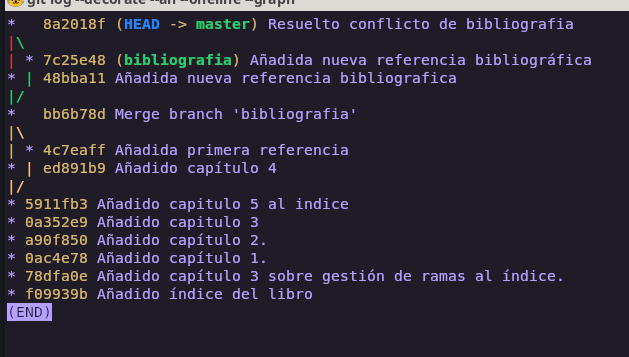 git log --decorate --all --oneline --graph
*   8a2018f (HEAD -> master) Resuelto conflicto de bibliografia
|\
| * 7c25e48 (bibliografia) Añadida nueva referencia bibliográfica
* | 48bba11 Añadida nueva referencia bibliografica
|/
*   bb6b78d Merge branch 'bibliografia'
|\
| * 4c7eaff Añadida primera referencia
* | ed891b9 Añadido capítulo 4
|/
* 5911fb3 Añadido capitulo 5 al indice
* 0a352e9 Añadido capitulo 3
* a90f850 Añadido capítulo 2.
* 0ac4e78 Añadido capítulo 1.
* 78dfa0e Añadido capítulo 3 sobre gestión de ramas al índice.
* f09939b Añadido índice del libro
(END)